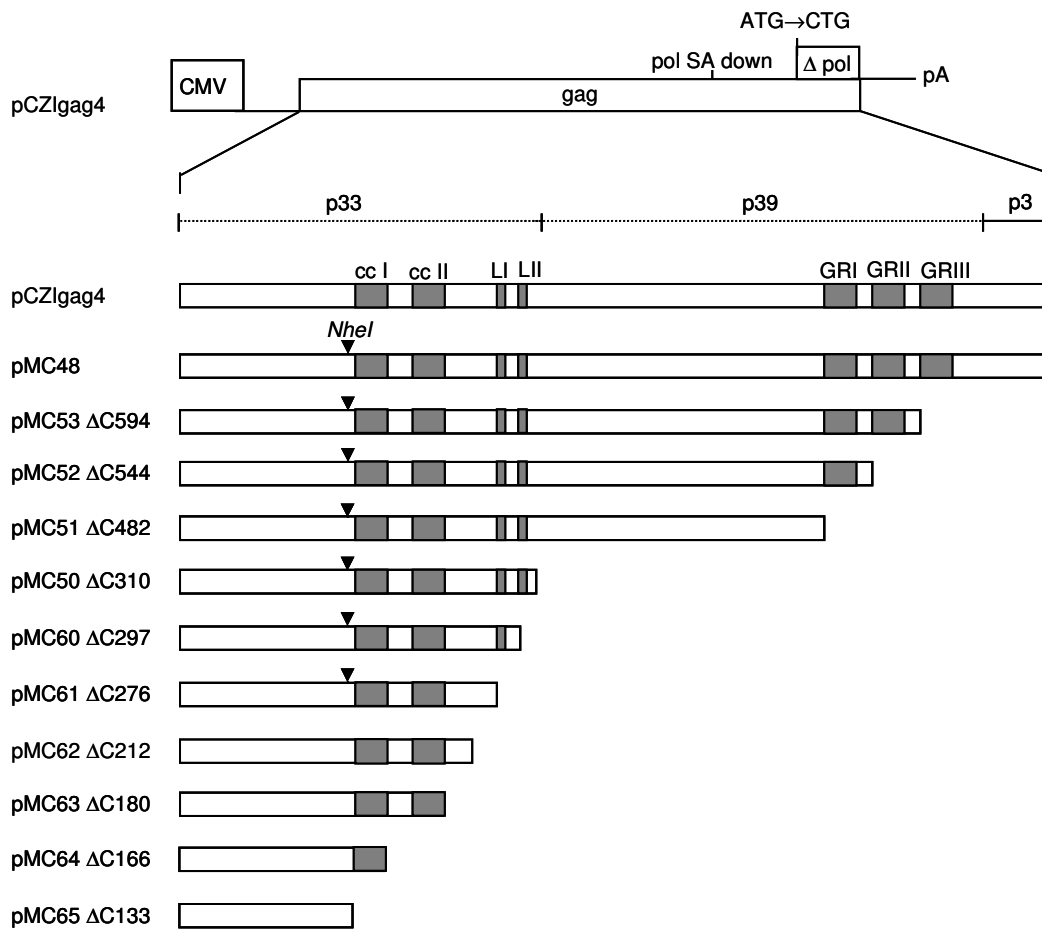 ATG→CTG
CMV
pol SA down
Δ pol
pA
pCZIgag4
gag
p33
p39
p3
cc I
cc II
LI
LII
GRI
GRII
GRIII
pCZIgag4
NheI
pMC48
pMC53 ΔC594
pMC52 ΔC544
pMC51 ΔC482
pMC50 ΔC310
pMC60 ΔC297
pMC61 ΔC276
pMC62 ΔC212
pMC63 ΔC180
pMC64 ΔC166
pMC65 ΔC133